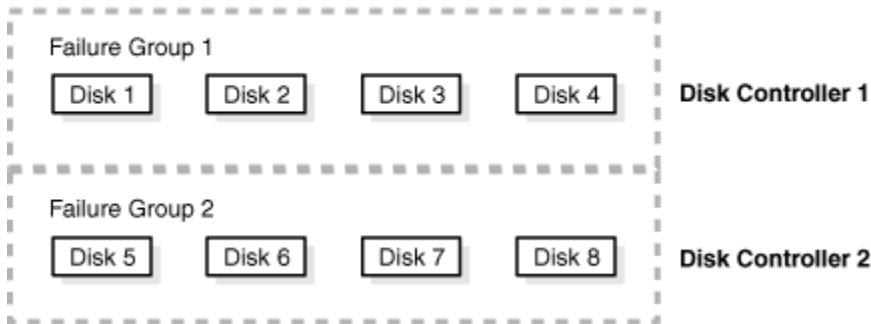 Failure Group 1
Disk 1 Disk 2 Disk 3 Disk 4
Disk Controller 1
Failure Group 2
Disk 5 Disk 6 Disk 7 Disk 8
Disk Controller 2